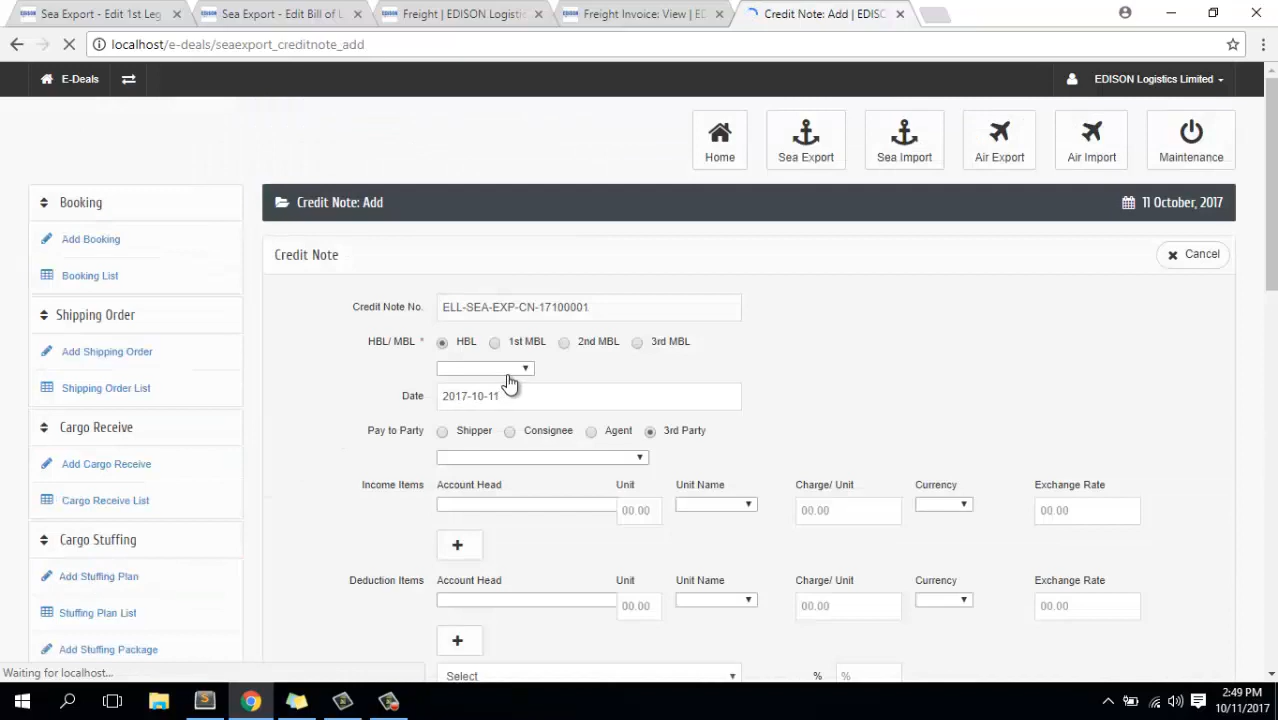 Sea Export - Edit 1st Leg
Sea Export - Edit Bill of L
Freight | EDISON Logistic
Freight Invoice: View | ED
Credit Note: Add | EDISC
localhost/e-deals/seaexport_creditnote_add
E-Deals
EDISON Logistics Limited
Home
Sea Export
Sea Import
Air Export
Air Import
Maintenance
Booking
Add Booking
Booking List
Shipping Order
Add Shipping Order
Shipping Order List
Cargo Receive
Add Cargo Receive
Cargo Receive List
Cargo Stuffing
Add Stuffing Plan
Stuffing Plan List
Add Stuffing Package
Credit Note: Add
11 October, 2017
Credit Note
Cancel
Credit Note No.
ELL-SEA-EXP-CN-17100001
HBL/ MBL *
HBL
1st MBL
2nd MBL
3rd MBL
Date
2017-10-11
Pay to Party
Shipper
Consignee
Agent
3rd Party
Income Items
Account Head
Unit
Unit Name
Charge/ Unit
Currency
Exchange Rate
00.00
00.00
00.00
+
Deduction Items
Account Head
Unit
Unit Name
Charge/ Unit
Currency
Exchange Rate
00.00
00.00
00.00
+
Select
%
%
Waiting for localhost...
2:49 PM
10/11/2017